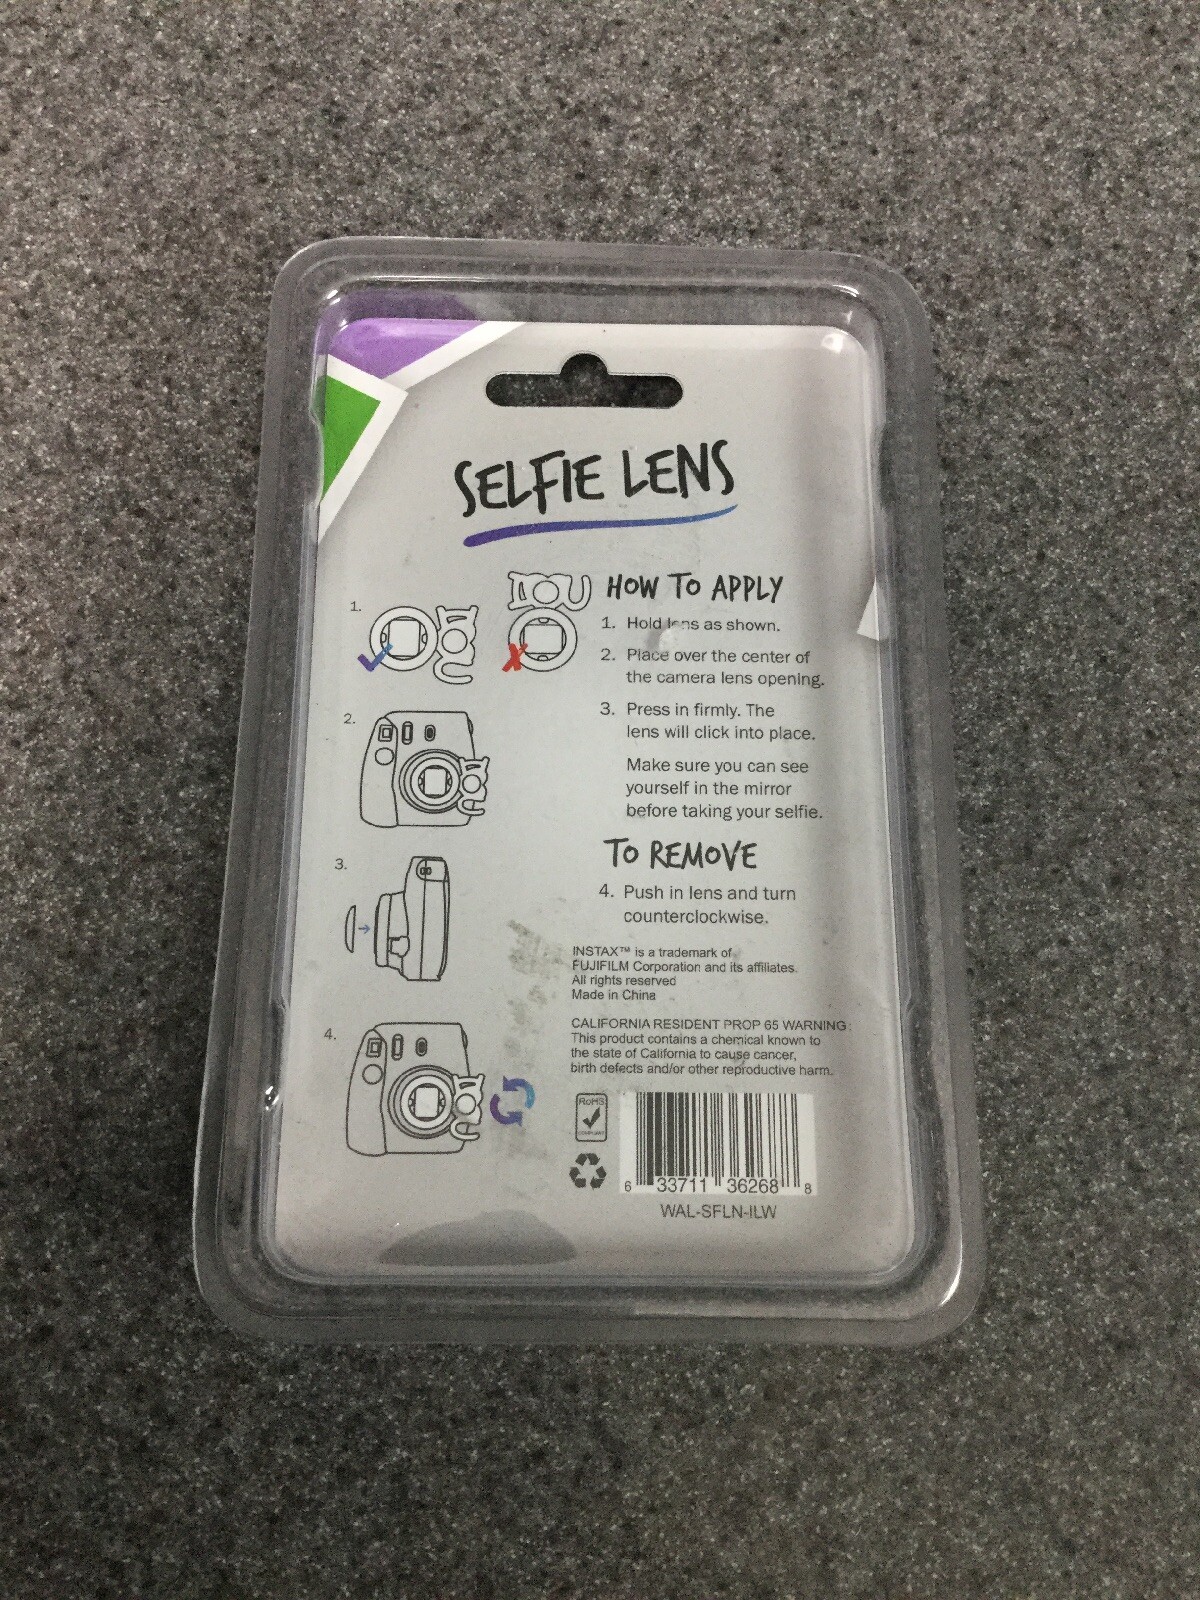 SELFIE LENS
HOW TO APPLY
1. Hold lens as shown.
2. Place over the center of
the camera lens opening.
3. Press in firmly. The
lens will click into place.
Make sure you can see
yourself in the mirror
before taking your selfie.
TO REMOVE
4. Push in lens and turn
counterclockwise.
1.
2.
3.
4.
INSTAX™ is a trademark of
FUJIFILM Corporation and its affiliates.
All rights reserved
Made in China
CALIFORNIA RESIDENT PROP 65 WARNING:
This product contains a chemical known to
the state of California to cause cancer,
birth defects and/or other reproductive harm.
RoHS
COMPLIANT
6 33711 36268 8
WAL-SFLN-ILW